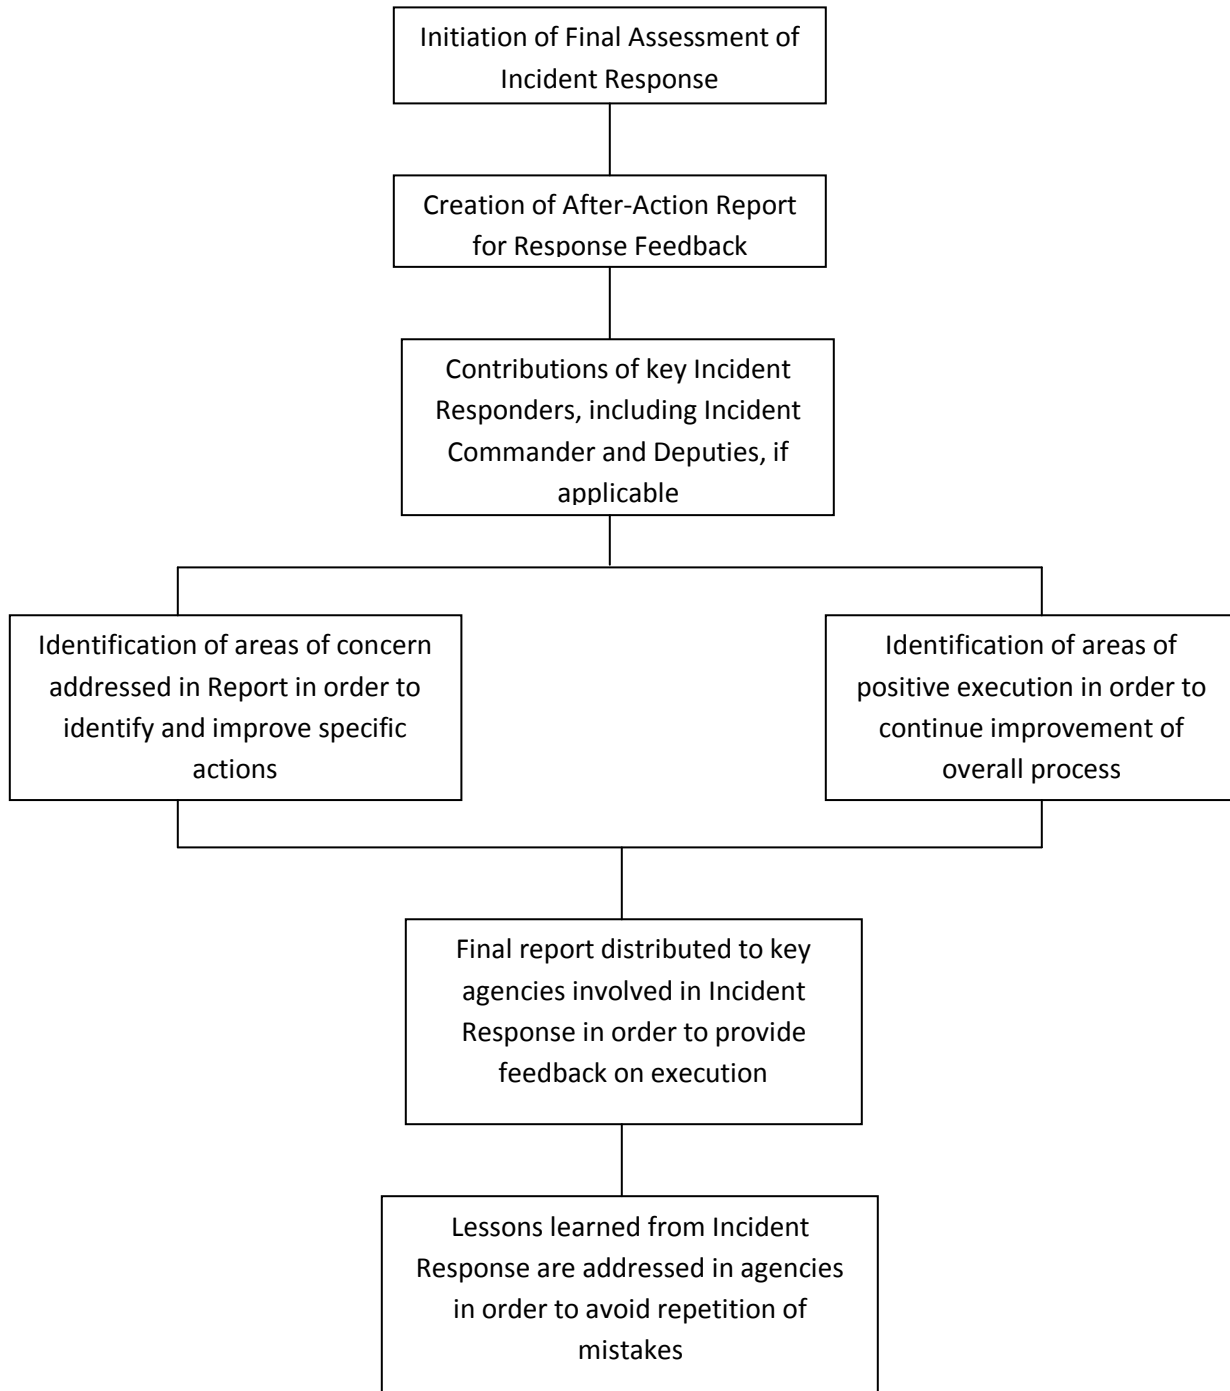 Initiation of Final Assessment of
Incident Response
Creation of After-Action Report
for Response Feedback
Contributions of key Incident
Responders, including Incident
Commander and Deputies, if
applicable
Identification of areas of concern
addressed in Report in order to
identify and improve specific
actions
Identification of areas of
positive execution in order to
continue improvement of
overall process
Final report distributed to key
agencies involved in Incident
Response in order to provide
feedback on execution
Lessons learned from Incident
Response are addressed in agencies
in order to avoid repetition of
mistakes